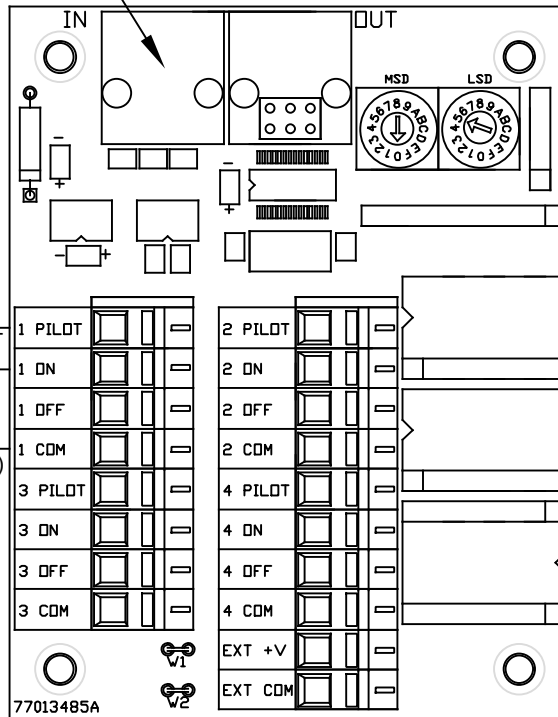 IN OUT
MSD LSD
456789ABCDEF0123 456789ABCDEF0123
-
+
-
+
- +
1 PILOT
1 ON
1 OFF
1 COM
3 PILOT
3 ON
3 OFF
3 COM
2 PILOT
2 ON
2 OFF
2 COM
4 PILOT
4 ON
4 OFF
4 COM
EXT +V
EXT COM
W1
W2
77013485A